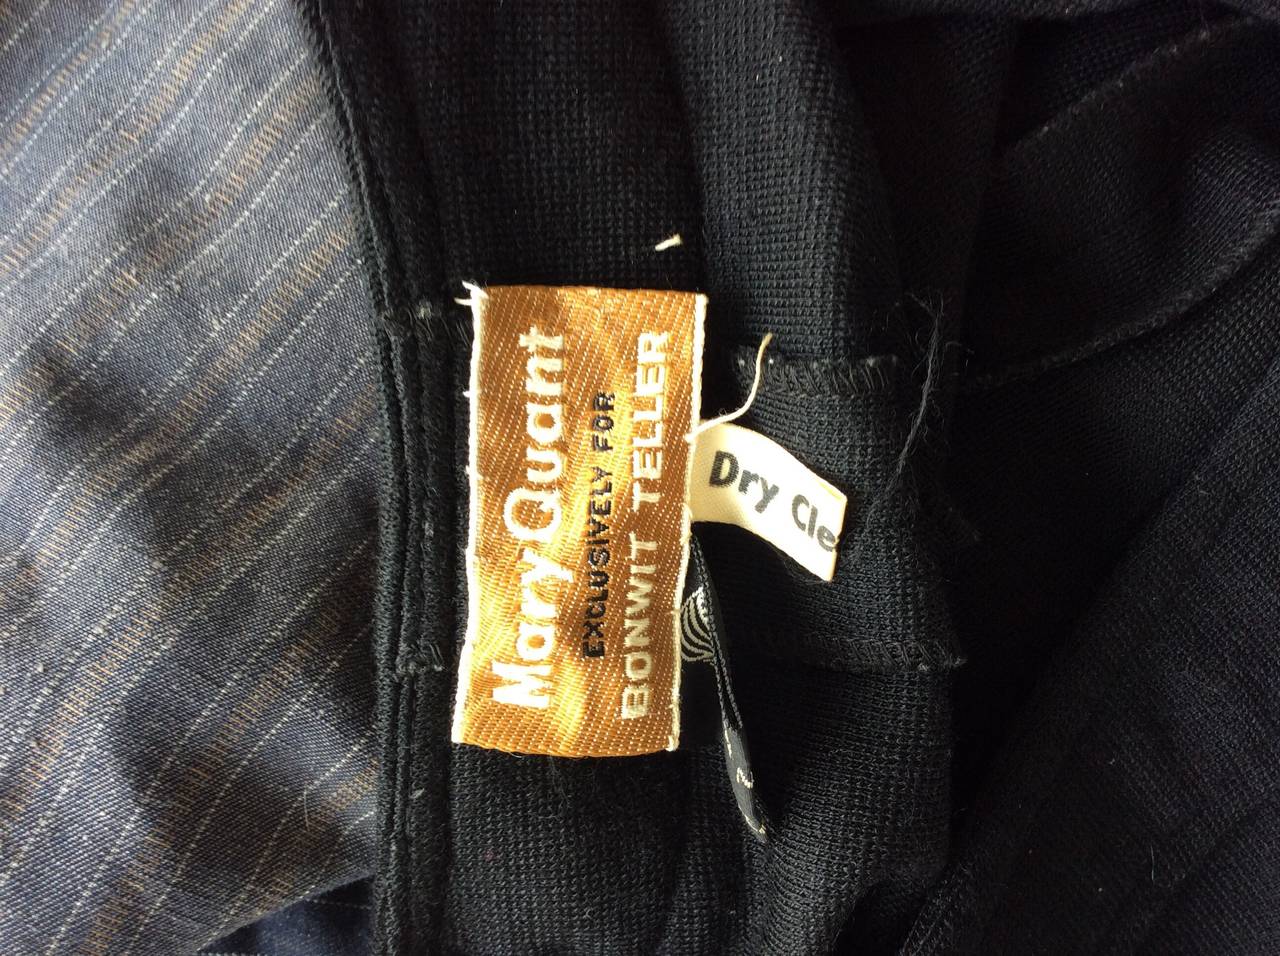 Mary Quant
EXCLUSIVELY FOR
BONWIT TELLER
Dry Cle